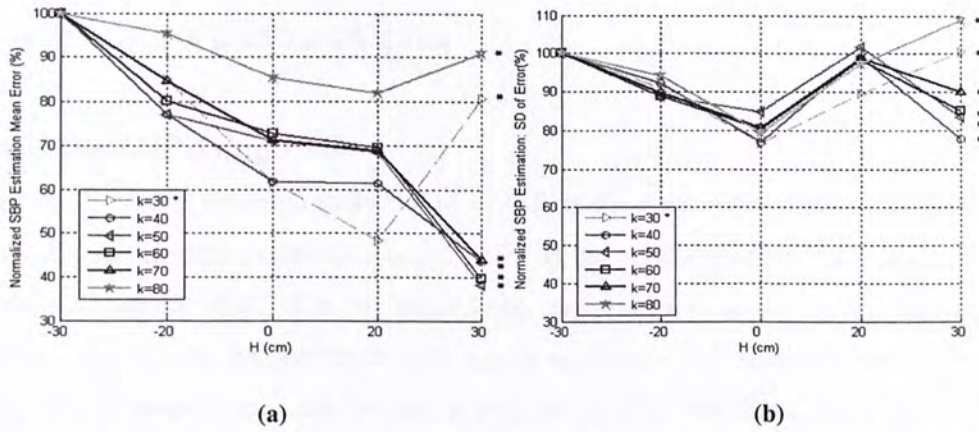 Normalized SBP Estimation Mean Error (%)
100
90
80
70
60
50
40
30
k=30 *
k=40
k=50
k=60
k=70
k=80
-30
-20
0
20
30
H (cm)
(a)
Normalized SBP Estimation: SD of Error(%)
110
100
90
80
70
60
50
40
30
k=30 *
k=40
k=50
k=60
k=70
k=80
-30
-20
0
20
30
H (cm)
(b)